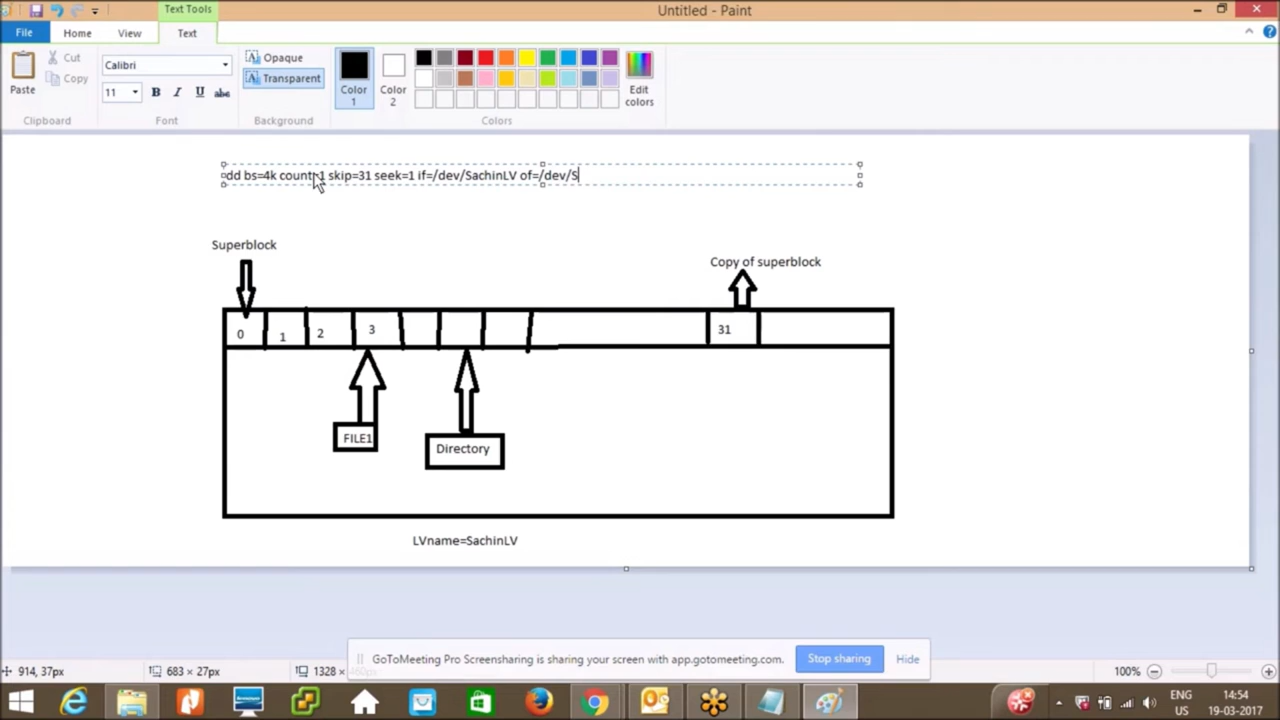 Text Tools
Untitled - Paint
File
Home
View
Text
Paste
Cut
Copy
Clipboard
Calibri
11
B
I
U
abc
Font
Opaque
Transparent
Background
Color 1
Color 2
Edit colors
Colors
dd bs=4k count=1 skip=31 seek=1 if=/dev/SachinLV of=/dev/S
Superblock
Copy of superblock
0
1
2
3
31
FILE1
Directory
LVname=SachinLV
GoToMeeting Pro Screensharing is sharing your screen with app.gotomeeting.com.
Stop sharing
Hide
914, 37px
683 × 27px
1328 ×
100%
ENG
US
14:54
19-03-2017